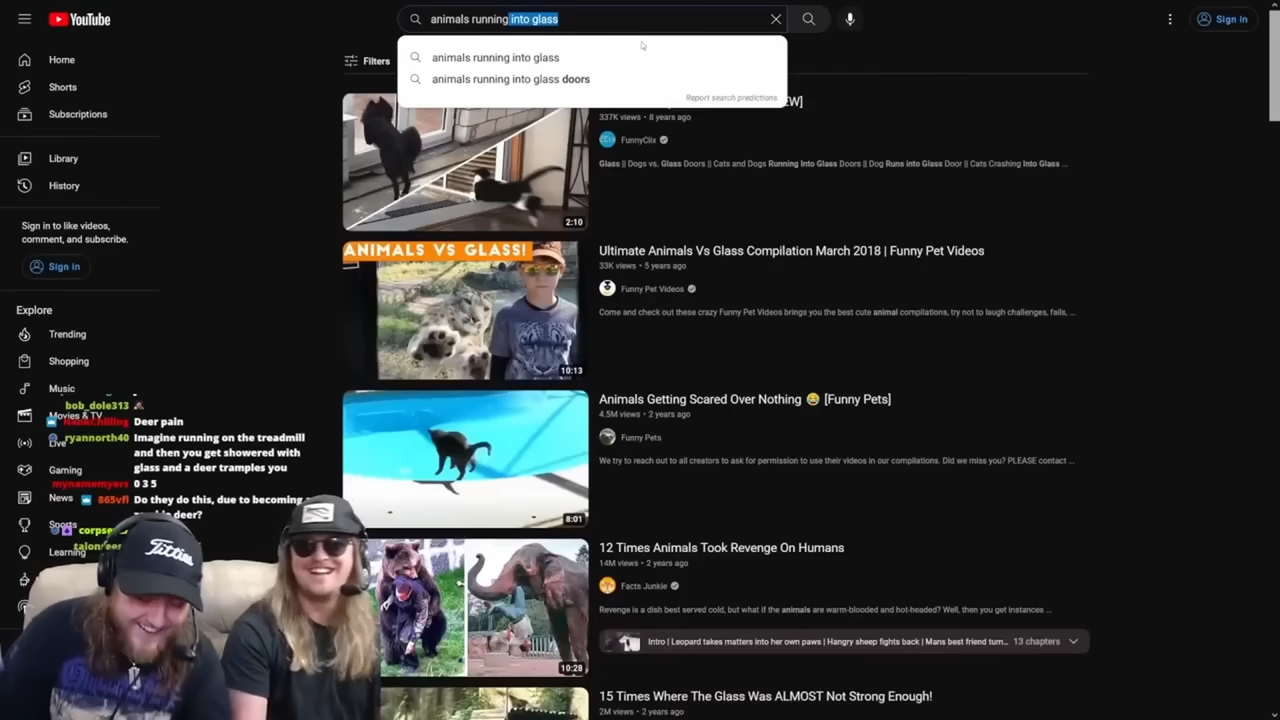 YouTube
animals running into glass
Sign in
animals running into glass
animals running into glass doors
Report search predictions
Filters
Home
Shorts
Subscriptions
Library
History
Sign in to like videos,
comment, and subscribe.
Sign in
Explore
Trending
Shopping
Music
Movies & TV
Live
Gaming
News
Sports
Learning
EW]
337K views • 8 years ago
FunnyClix
Glass || Dogs vs. Glass Doors || Cats and Dogs Running Into Glass Doors || Dog Runs into Glass Door || Cats Crashing Into Glass ...
2:10
ANIMALS VS GLASS!
10:13
Ultimate Animals Vs Glass Compilation March 2018 | Funny Pet Videos
33K views • 5 years ago
Funny Pet Videos
Come and check out these crazy Funny Pet Videos brings you the best cute animal compilations, try not to laugh challenges, fails, ...
8:01
Animals Getting Scared Over Nothing 😂 [Funny Pets]
4.5M views • 2 years ago
Funny Pets
We try to reach out to all creators to ask for permission to use their videos in our compilations. Did we miss you? PLEASE contact ...
10:28
12 Times Animals Took Revenge On Humans
14M views • 2 years ago
Facts Junkie
Revenge is a dish best served cold, but what if the animals are warm-blooded and hot-headed? Well, then you get instances ...
Intro | Leopard takes matters into her own paws | Hangry sheep fights back | Mans best friend turn... 13 chapters
15 Times Where The Glass Was ALMOST Not Strong Enough!
2M views • 2 years ago
bob_dole313
Deer pain
ryannorth40 Imagine running on the treadmill
and then you get showered with
glass and a deer tramples you
mynamemyers 0 3 5
865vfl Do they do this, due to becoming a
deer?
corpse
Titties